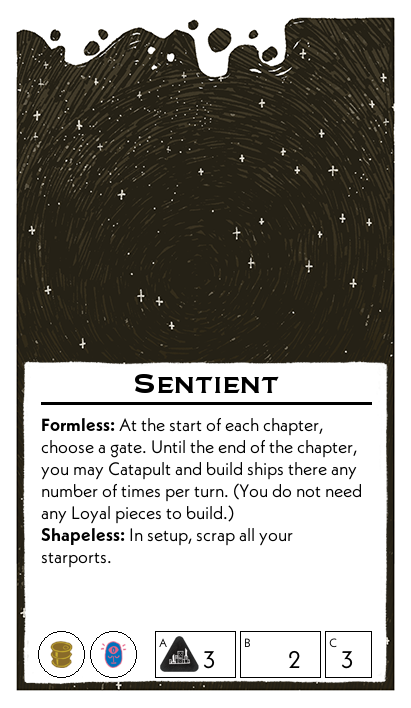 SENTIENT
Formless: At the start of each chapter,
choose a gate. Until the end of the chapter,
you may Catapult and build ships there any
number of times per turn. (You do not need
any Loyal pieces to build.)
Shapeless: In setup, scrap all your
starports.
A 3 B 2 C 3